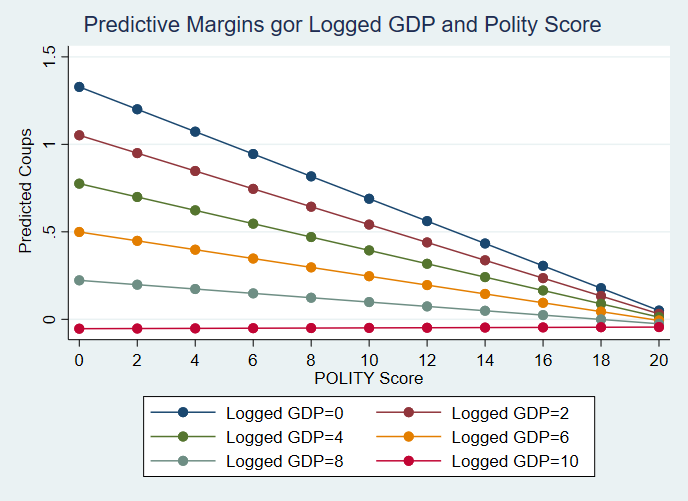 Predictive Margins gor Logged GDP and Polity Score
Predicted Coups
1.5
1
.5
0
0 2 4 6 8 10 12 14 16 18 20
POLITY Score
Logged GDP=0 Logged GDP=2
Logged GDP=4 Logged GDP=6
Logged GDP=8 Logged GDP=10